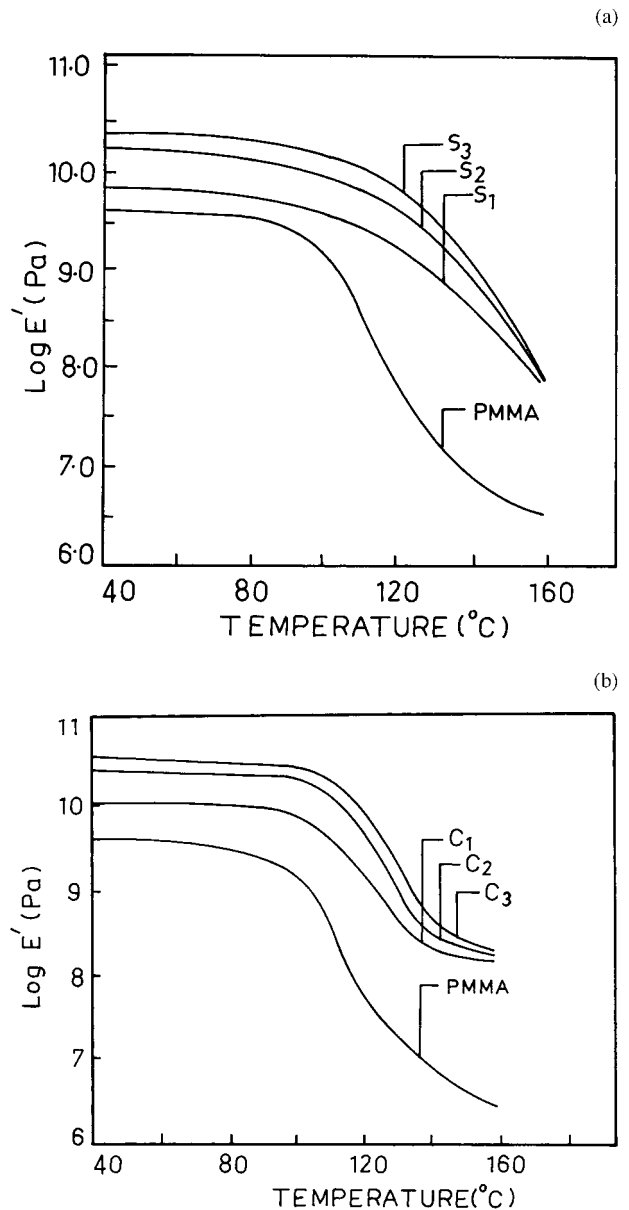 (a)
11·0
10·0
9·0
8·0
7·0
6·0
Log E′ (Pa)
S3
S2
S1
PMMA
40 80 120 160
TEMPERATURE (°C)
(b)
11
10
9
8
7
6
Log E′ (Pa)
C1
C2
C3
PMMA
40 80 120 160
TEMPERATURE(°C)